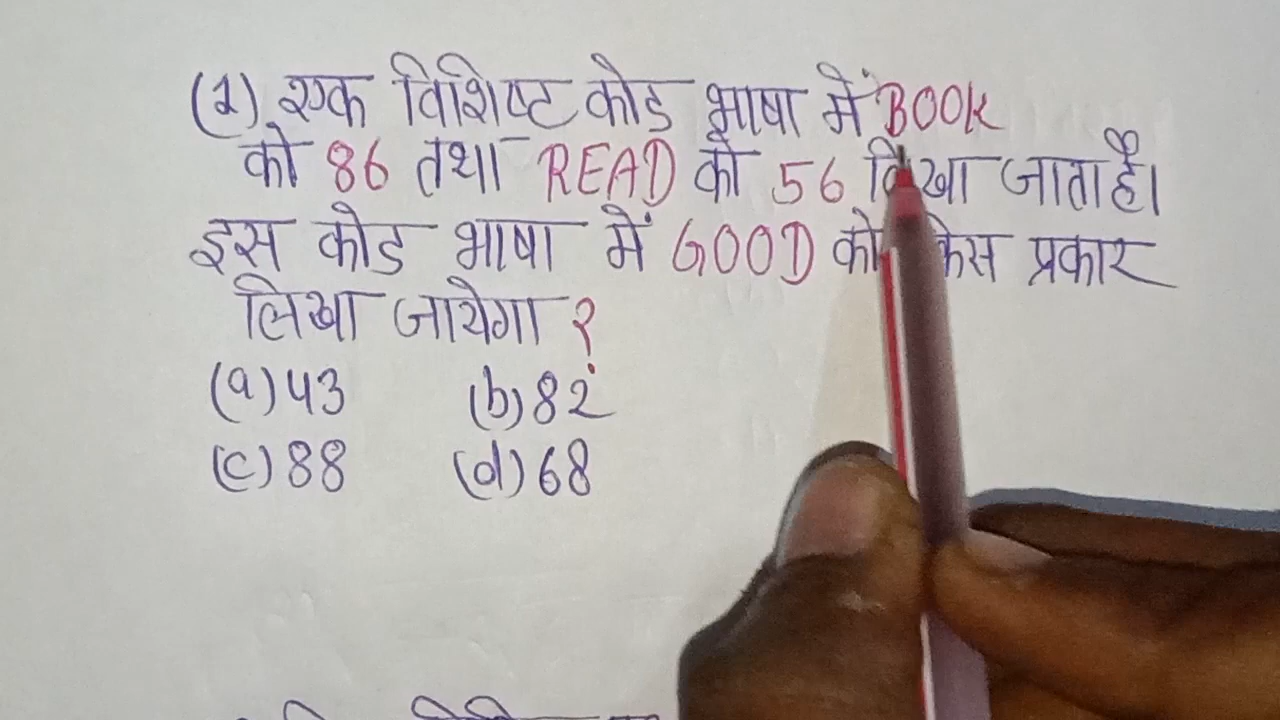 (1) एक विशिष्ट कोड भाषा में BOOK
को 86 तथा READ को 56 लिखा जाता है।
इस कोड भाषा में GOOD को किस प्रकार
लिखा जायेगा ?
(a) 43 (b) 82
(c) 88 (d) 68